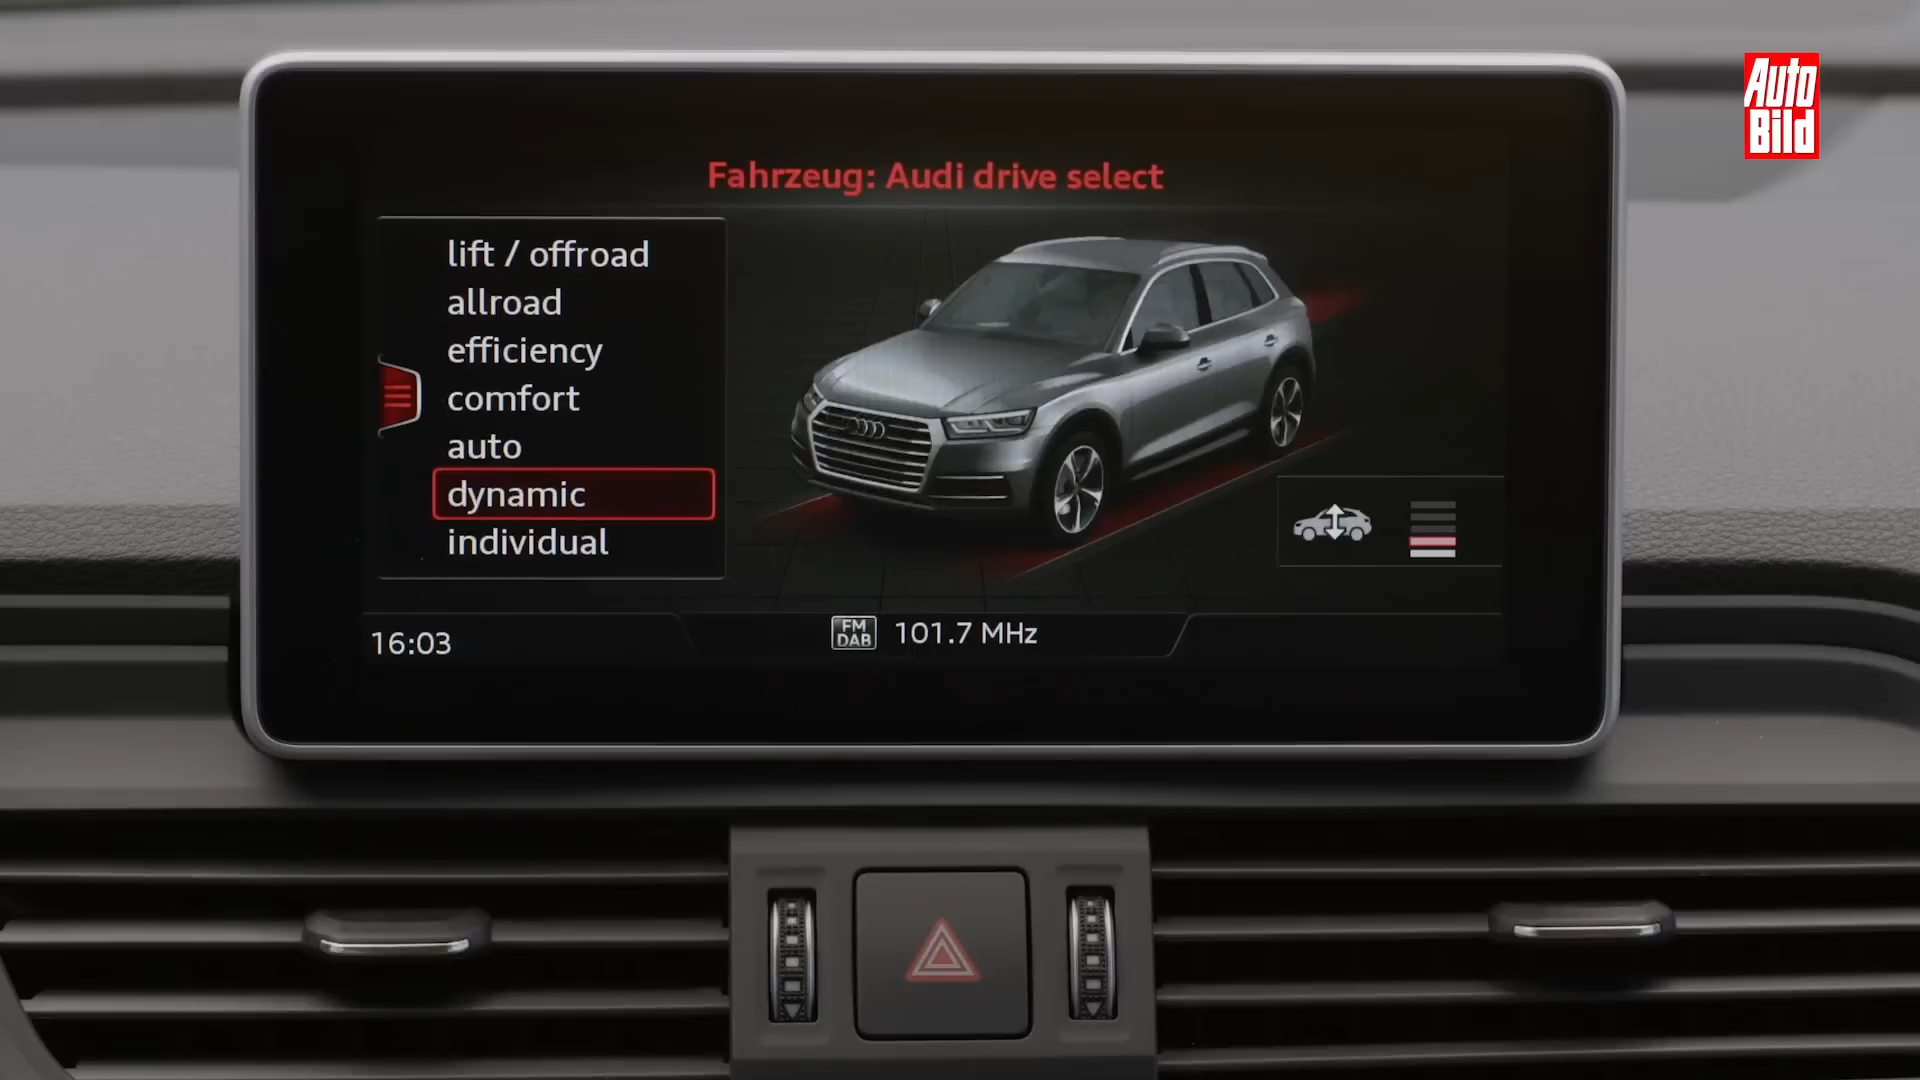 Auto
Bild
Fahrzeug: Audi drive select
lift / offroad
allroad
efficiency
comfort
auto
dynamic
individual
16:03
FM
DAB
101.7 MHz